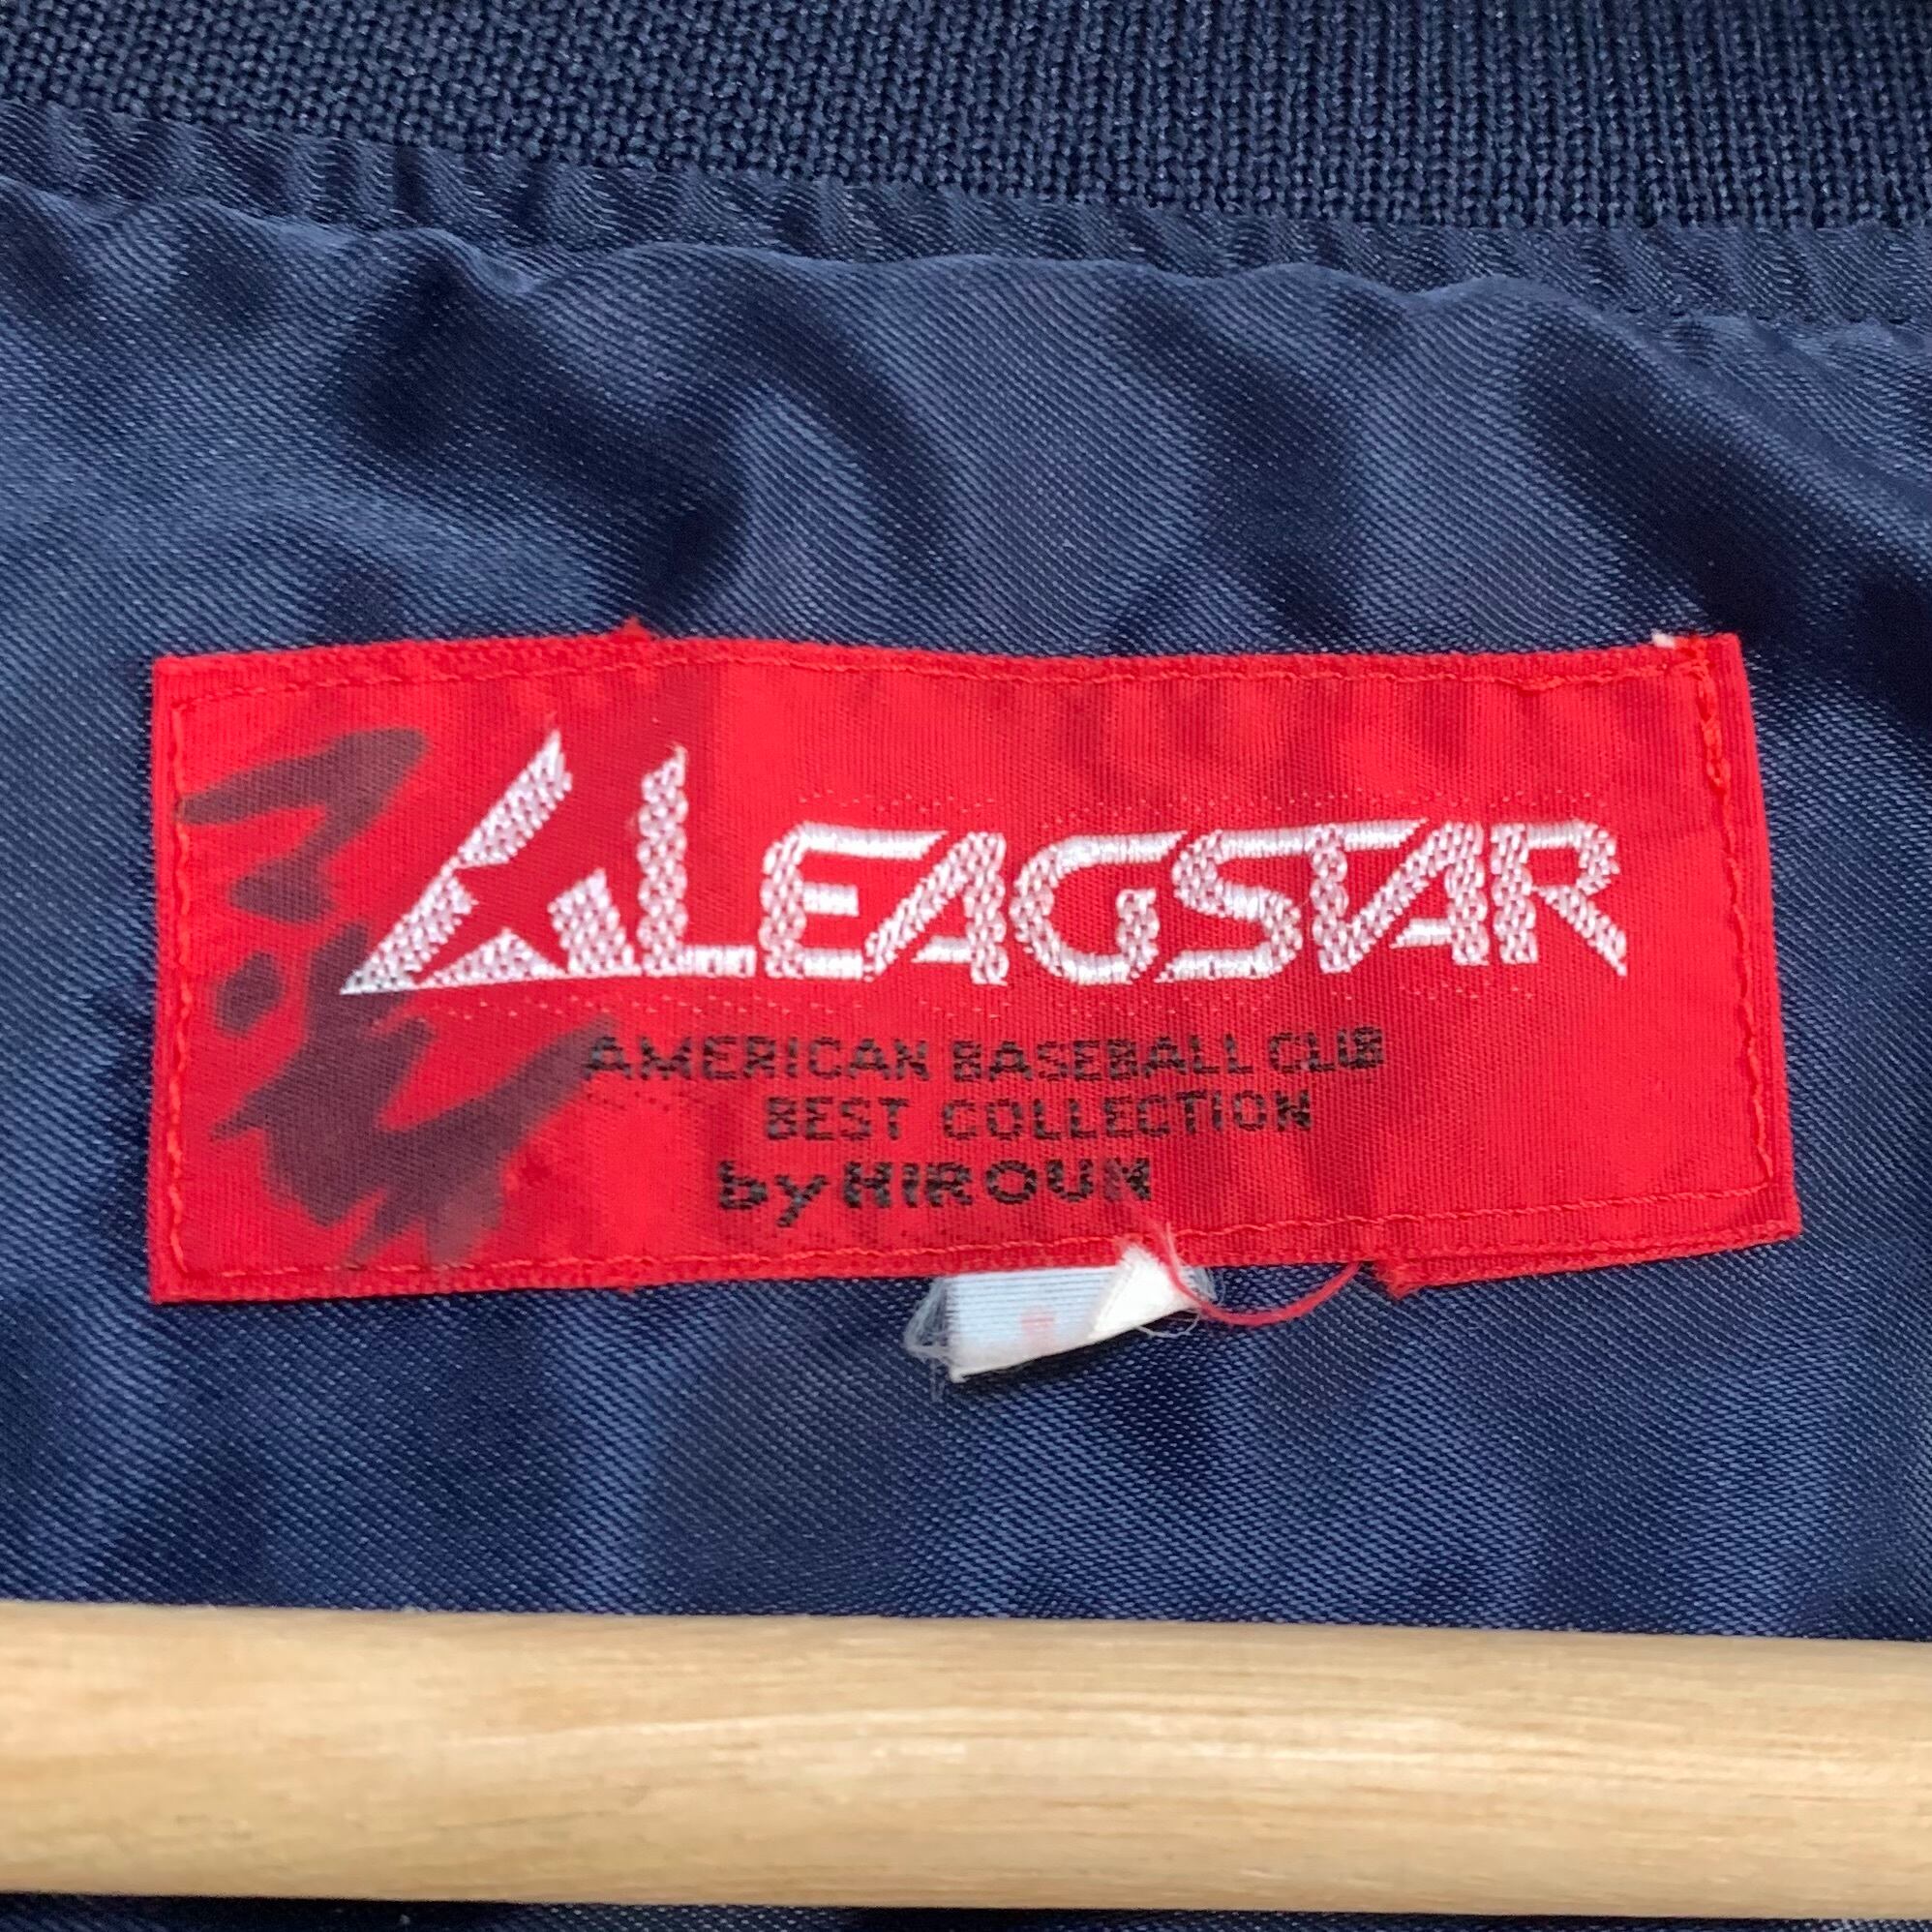 LEAGSTAR
AMERICAN BASEBALL CLUB
BEST COLLECTION
by HIROUN